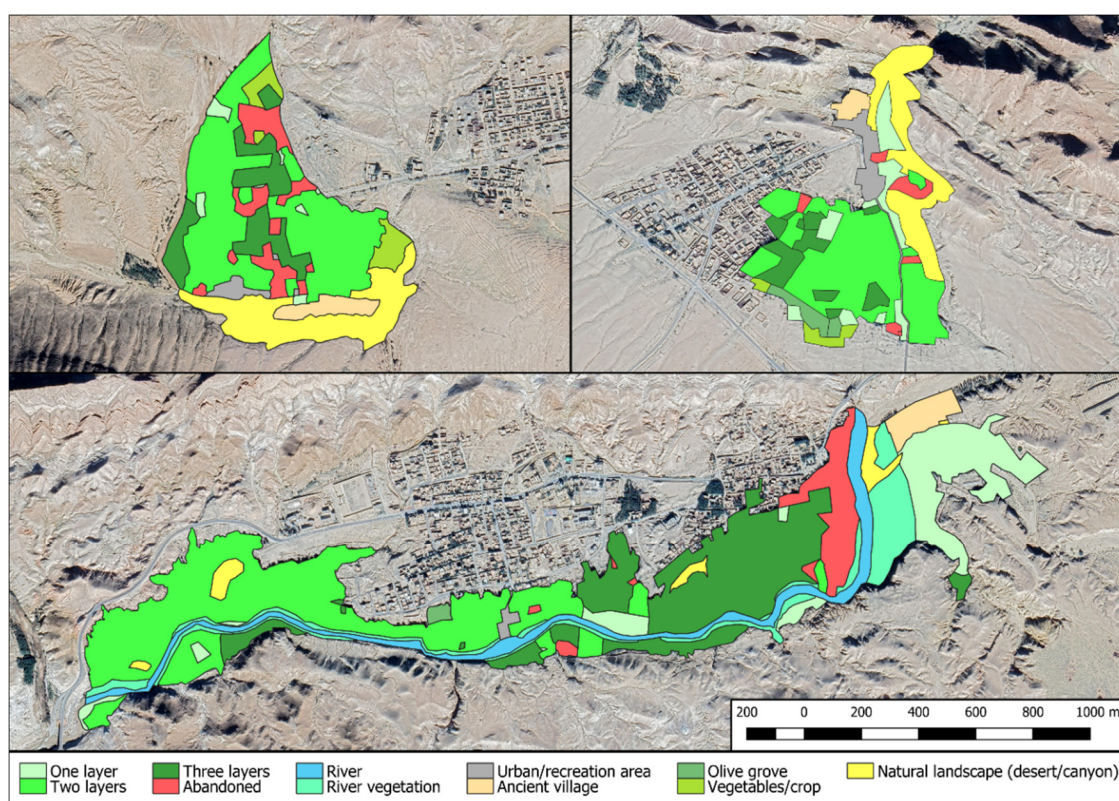 200 0 200 400 600 800 1000 m
One layer Three layers River Urban/recreation area Olive grove Natural landscape (desert/canyon)
Two layers Abandoned River vegetation Ancient village Vegetables/crop